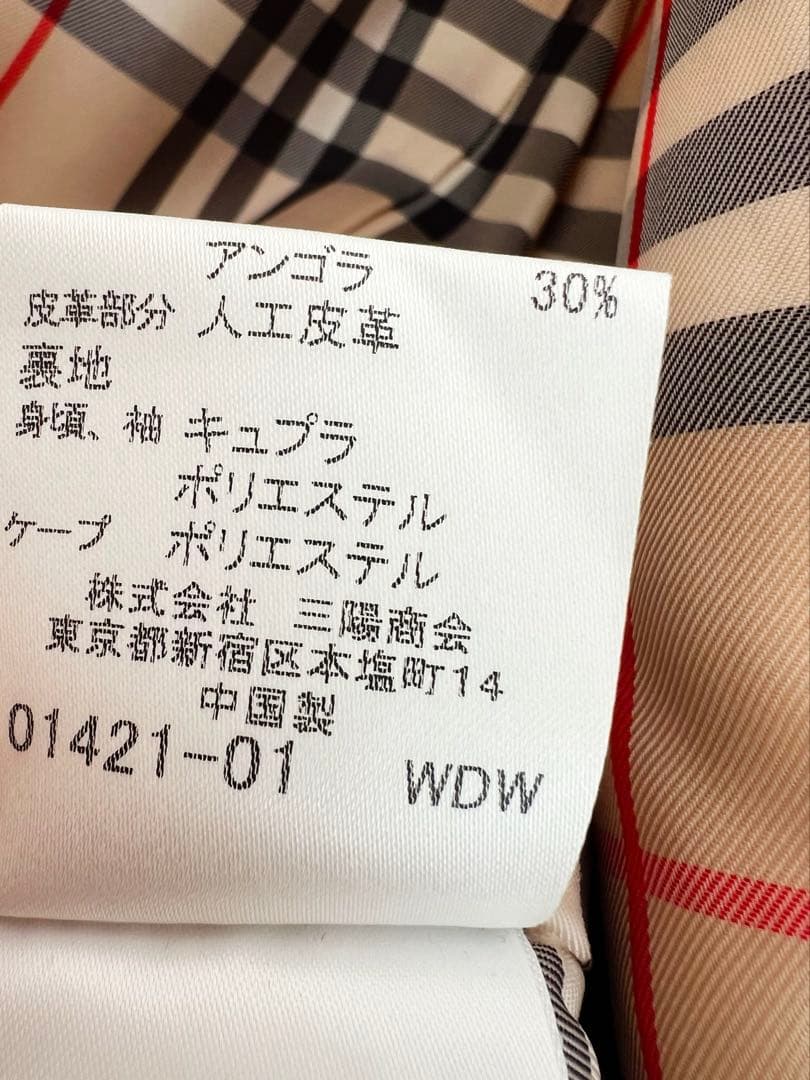 アンゴラ 30%
皮革部分 人工皮革
裏地
身頃、袖 キュプラ
ポリエステル
ケープ ポリエステル
株式会社 三陽商会
東京都新宿区本塩町14
中国製
01421-01 WDW